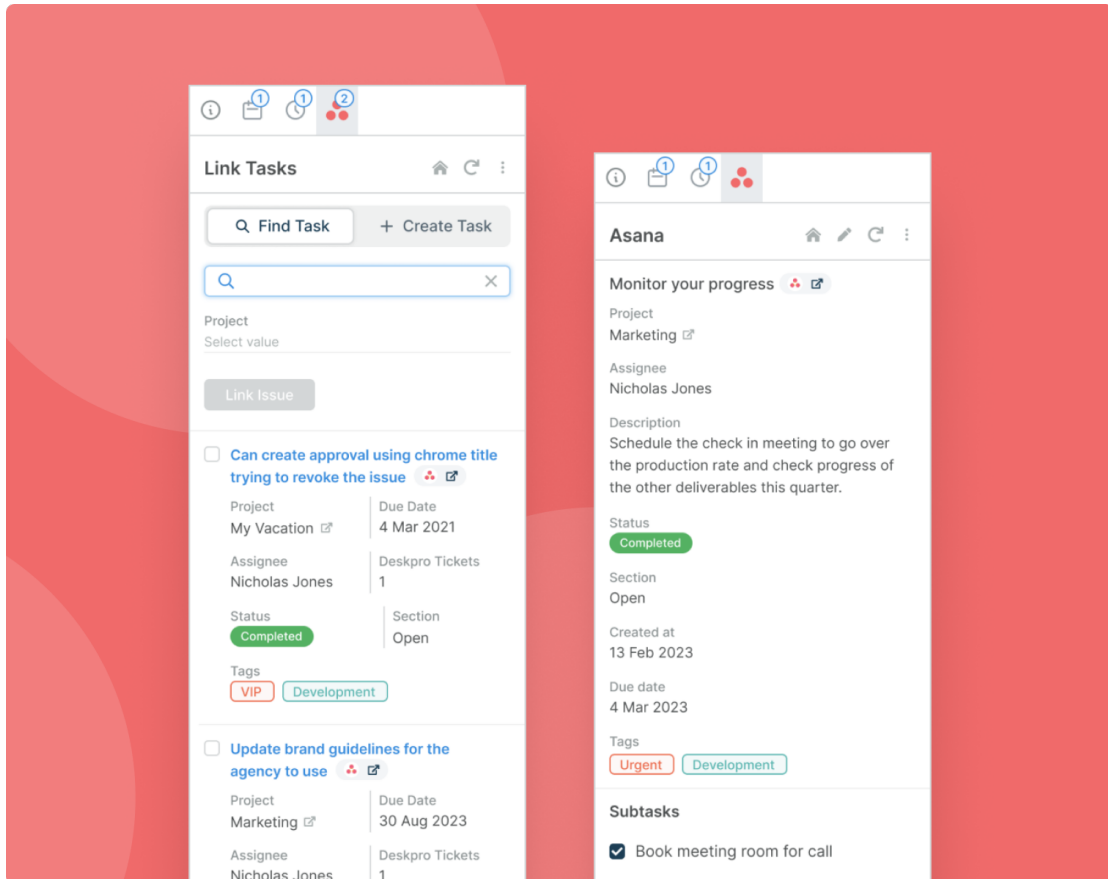 1
1
2
Link Tasks
Find Task
+ Create Task
Project
Select value
Link Issue
Can create approval using chrome title
trying to revoke the issue
Project
Due Date
My Vacation
4 Mar 2021
Assignee
Deskpro Tickets
Nicholas Jones
1
Status
Section
Completed
Open
Tags
VIP
Development
Update brand guidelines for the
agency to use
Project
Due Date
Marketing
30 Aug 2023
Assignee
Deskpro Tickets
Nicholas Jones
1
1
1
Asana
Monitor your progress
Project
Marketing
Assignee
Nicholas Jones
Description
Schedule the check in meeting to go over
the production rate and check progress of
the other deliverables this quarter.
Status
Completed
Section
Open
Created at
13 Feb 2023
Due date
4 Mar 2023
Tags
Urgent
Development
Subtasks
Book meeting room for call